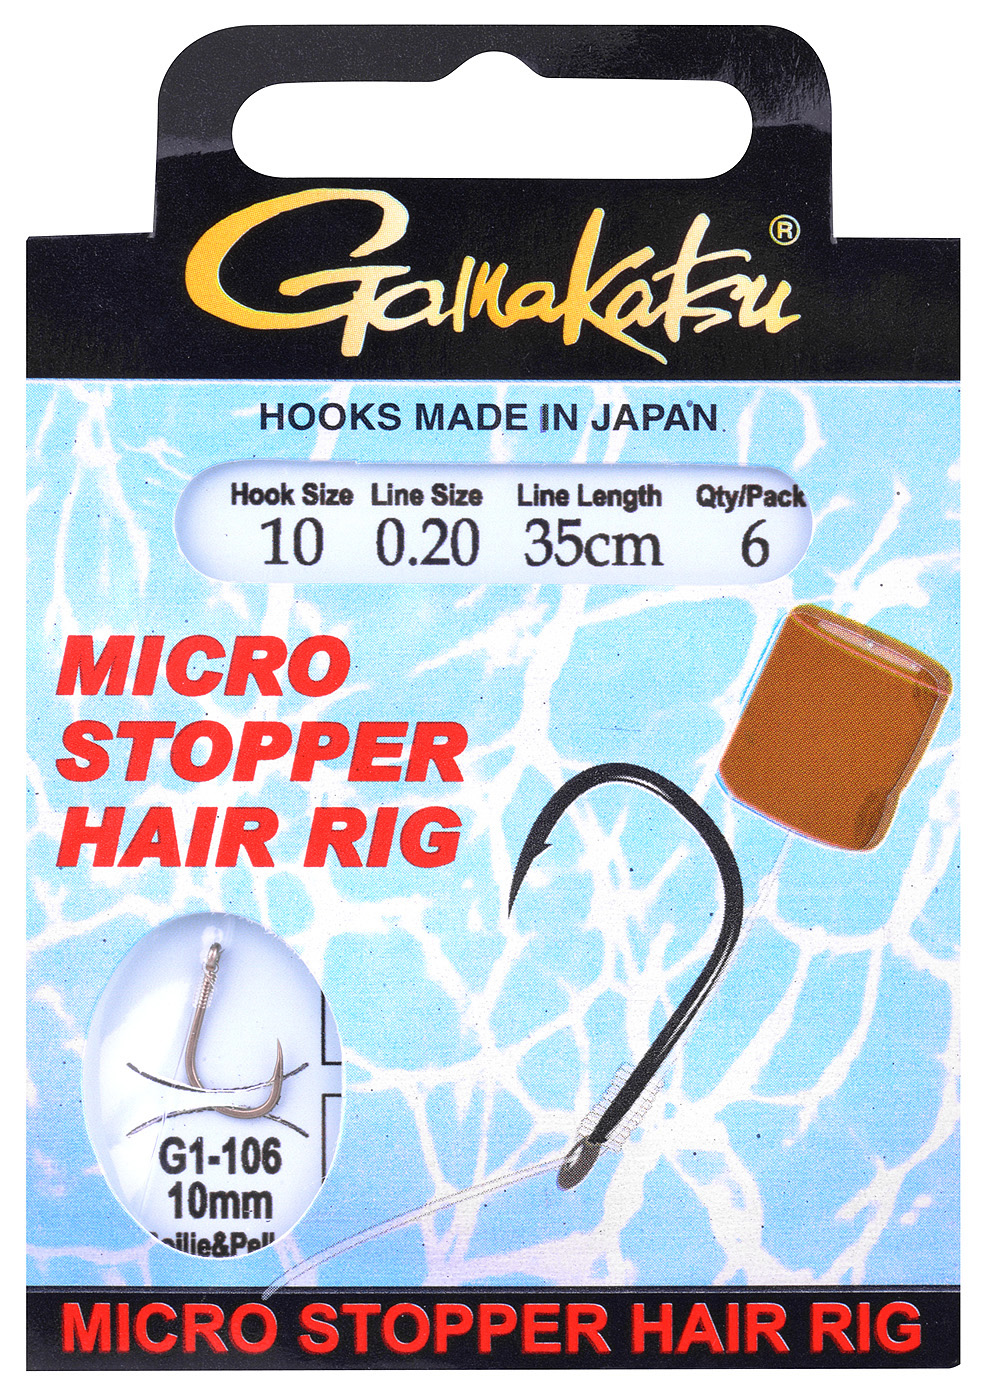 Gamakatsu®
HOOKS MADE IN JAPAN
Hook Size Line Size Line Length Qty/Pack
10 0.20 35cm 6
MICRO
STOPPER
HAIR RIG
G1-106
10mm
MICRO STOPPER HAIR RIG